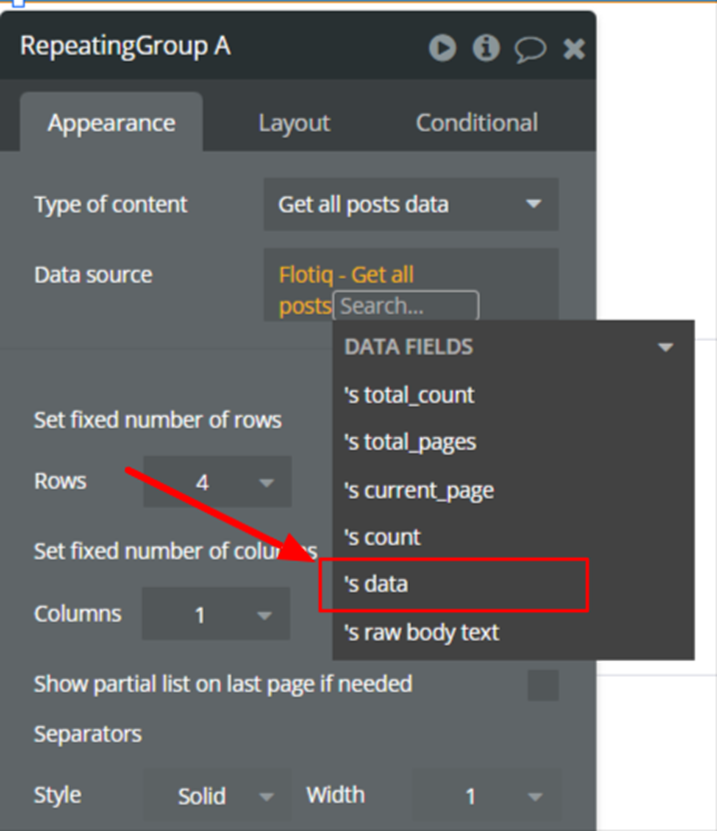 RepeatingGroup A
Appearance
Layout
Conditional
Type of content
Get all posts data
Data source
Flotiq - Get all
posts
Search...
DATA FIELDS
's total_count
's total_pages
's current_page
's count
's data
's raw body text
Set fixed number of rows
Rows
4
Set fixed number of columns
Columns
1
Show partial list on last page if needed
Separators
Style
Solid
Width
1